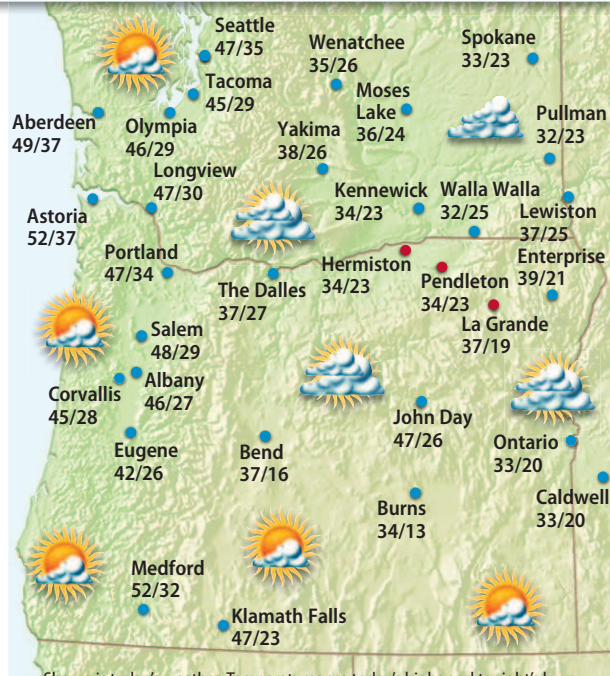 Seattle
47/35
Wenatchee
35/26
Spokane
33/23
Tacoma
45/29
Moses
Lake
36/24
Aberdeen
49/37
Olympia
46/29
Yakima
38/26
Pullman
32/23
Longview
47/30
Kennewick
34/23
Walla Walla
32/25
Lewiston
37/25
Astoria
52/37
Portland
47/34
The Dalles
37/27
Hermiston
34/23
Pendleton
34/23
Enterprise
39/21
La Grande
37/19
Salem
48/29
Corvallis
45/28
Albany
46/27
John Day
47/26
Eugene
42/26
Bend
37/16
Ontario
33/20
Burns
34/13
Caldwell
33/20
Medford
52/32
Klamath Falls
47/23